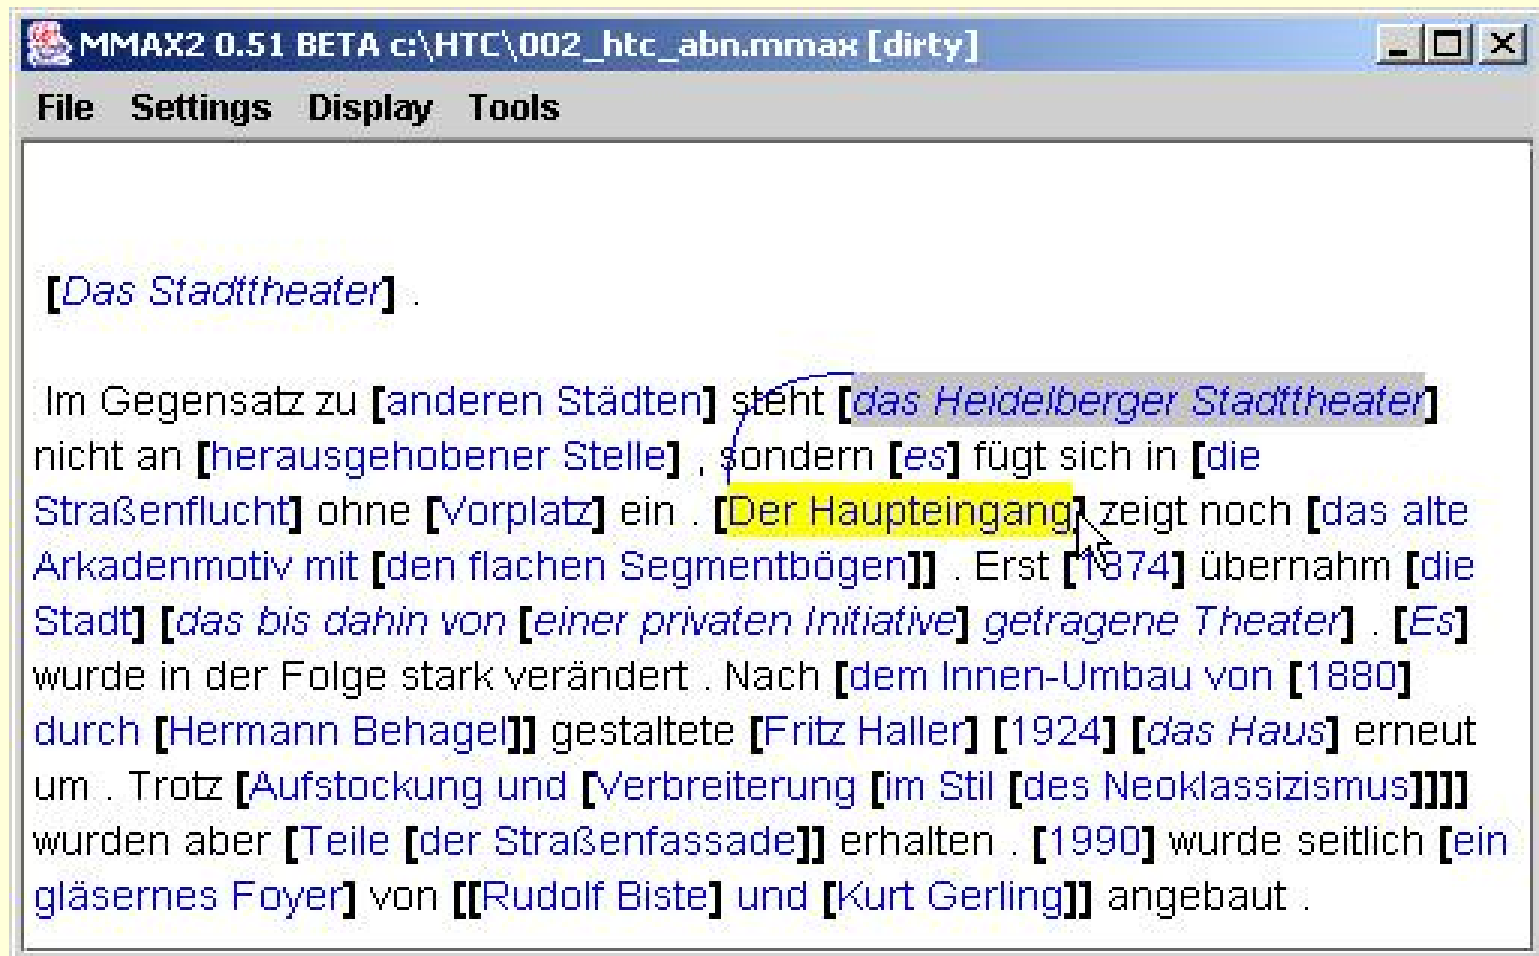 MMAX2 0.51 BETA c:\HTC\002_htc_abn.mmax [dirty]
File Settings Display Tools
[Das Stadttheater] .
Im Gegensatz zu [anderen Städten] steht [das Heidelberger Stadttheater]
nicht an [herausgehobener Stelle] , sondern [es] fügt sich in [die
Straßenflucht] ohne [Vorplatz] ein . [Der Haupteingang] zeigt noch [das alte
Arkadenmotiv mit [den flachen Segmentbögen]] . Erst [1874] übernahm [die
Stadt] [das bis dahin von [einer privaten Initiative] getragene Theater] . [Es]
wurde in der Folge stark verändert . Nach [dem Innen-Umbau von [1880]
durch [Hermann Behagel]] gestaltete [Fritz Haller] [1924] [das Haus] erneut
um . Trotz [Aufstockung und [Verbreiterung [im Stil [des Neoklassizismus]]]]
wurden aber [Teile [der Straßenfassade]] erhalten . [1990] wurde seitlich [ein
gläsernes Foyer] von [[Rudolf Biste] und [Kurt Gerling]] angebaut .